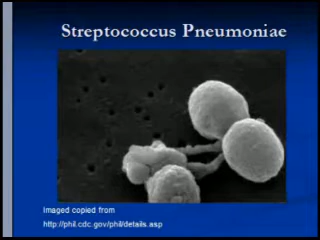 Streptococcus Pneumoniae
Imaged copied from
http://phil.cdc.gov/phil/details.asp